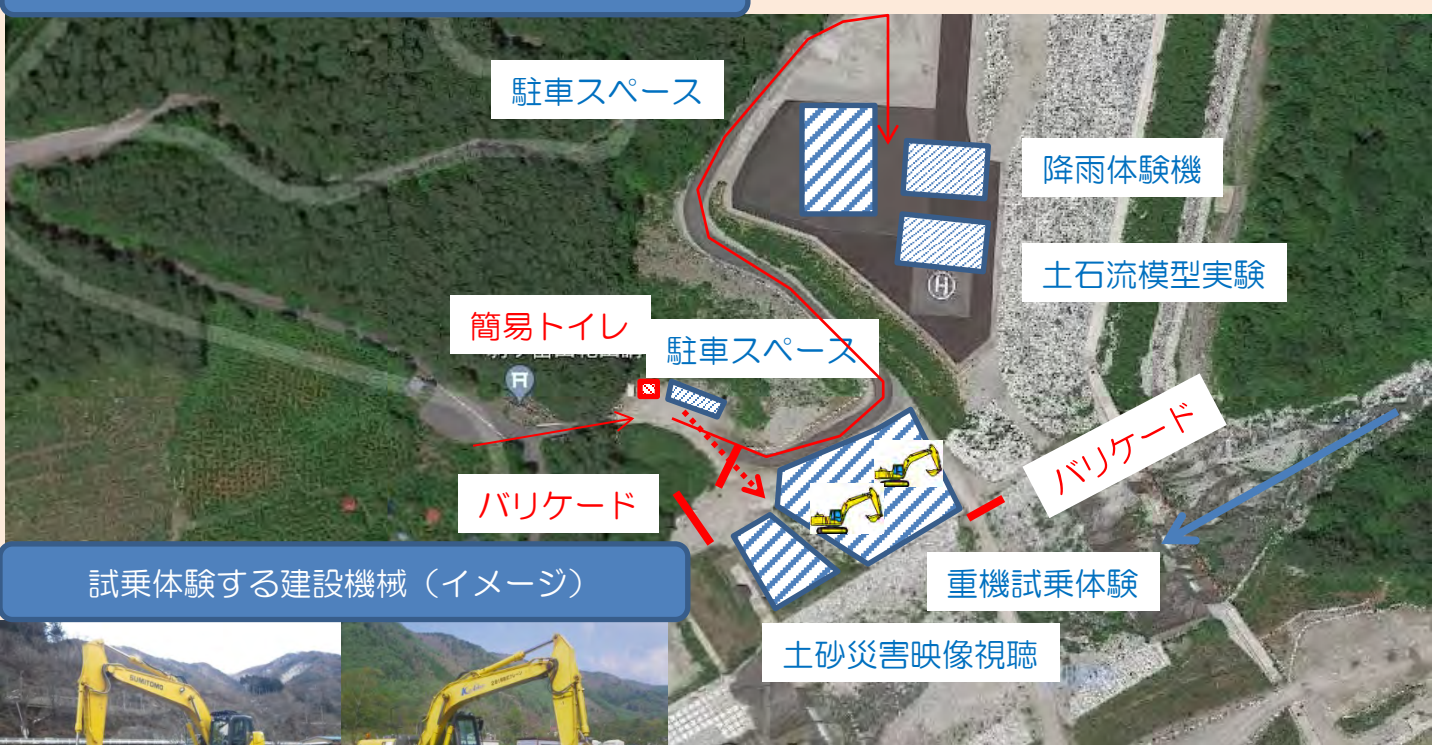 駐車スペース
降雨体験機
土石流模型実験
H
簡易トイレ
駐車スペース
バリケード
バリケード
試乗体験する建設機械（イメージ）
重機試乗体験
土砂災害映像視聴
SUMITOMO